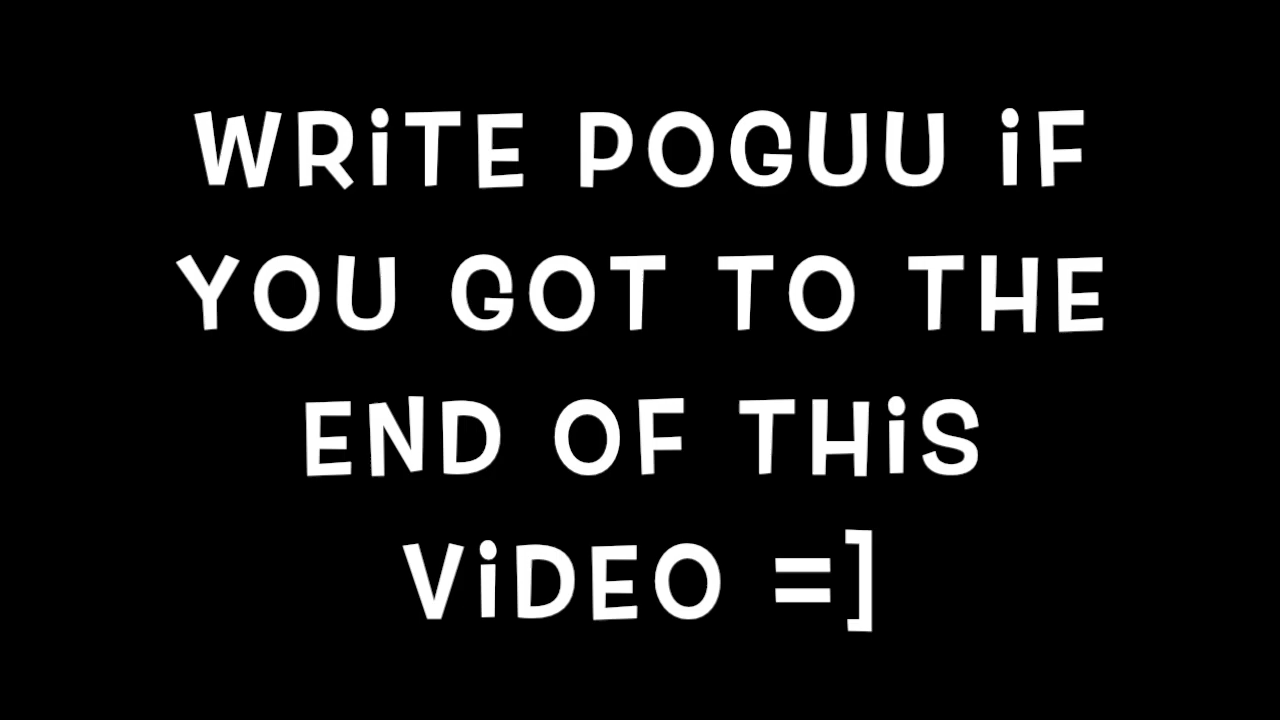 WRiTE POGUU iF
YOU GOT TO THE
END OF THiS
ViDEO =]